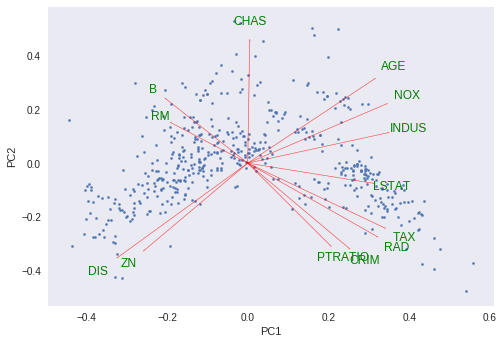 CHAS
0.4
AGE
B
NOX
0.2
RM
INDUS
PC2
0.0
LSTAT
−0.2
TAX
RAD
PTRATIO
CRIM
ZN
DIS
−0.4
−0.4 −0.2 0.0 0.2 0.4 0.6
PC1